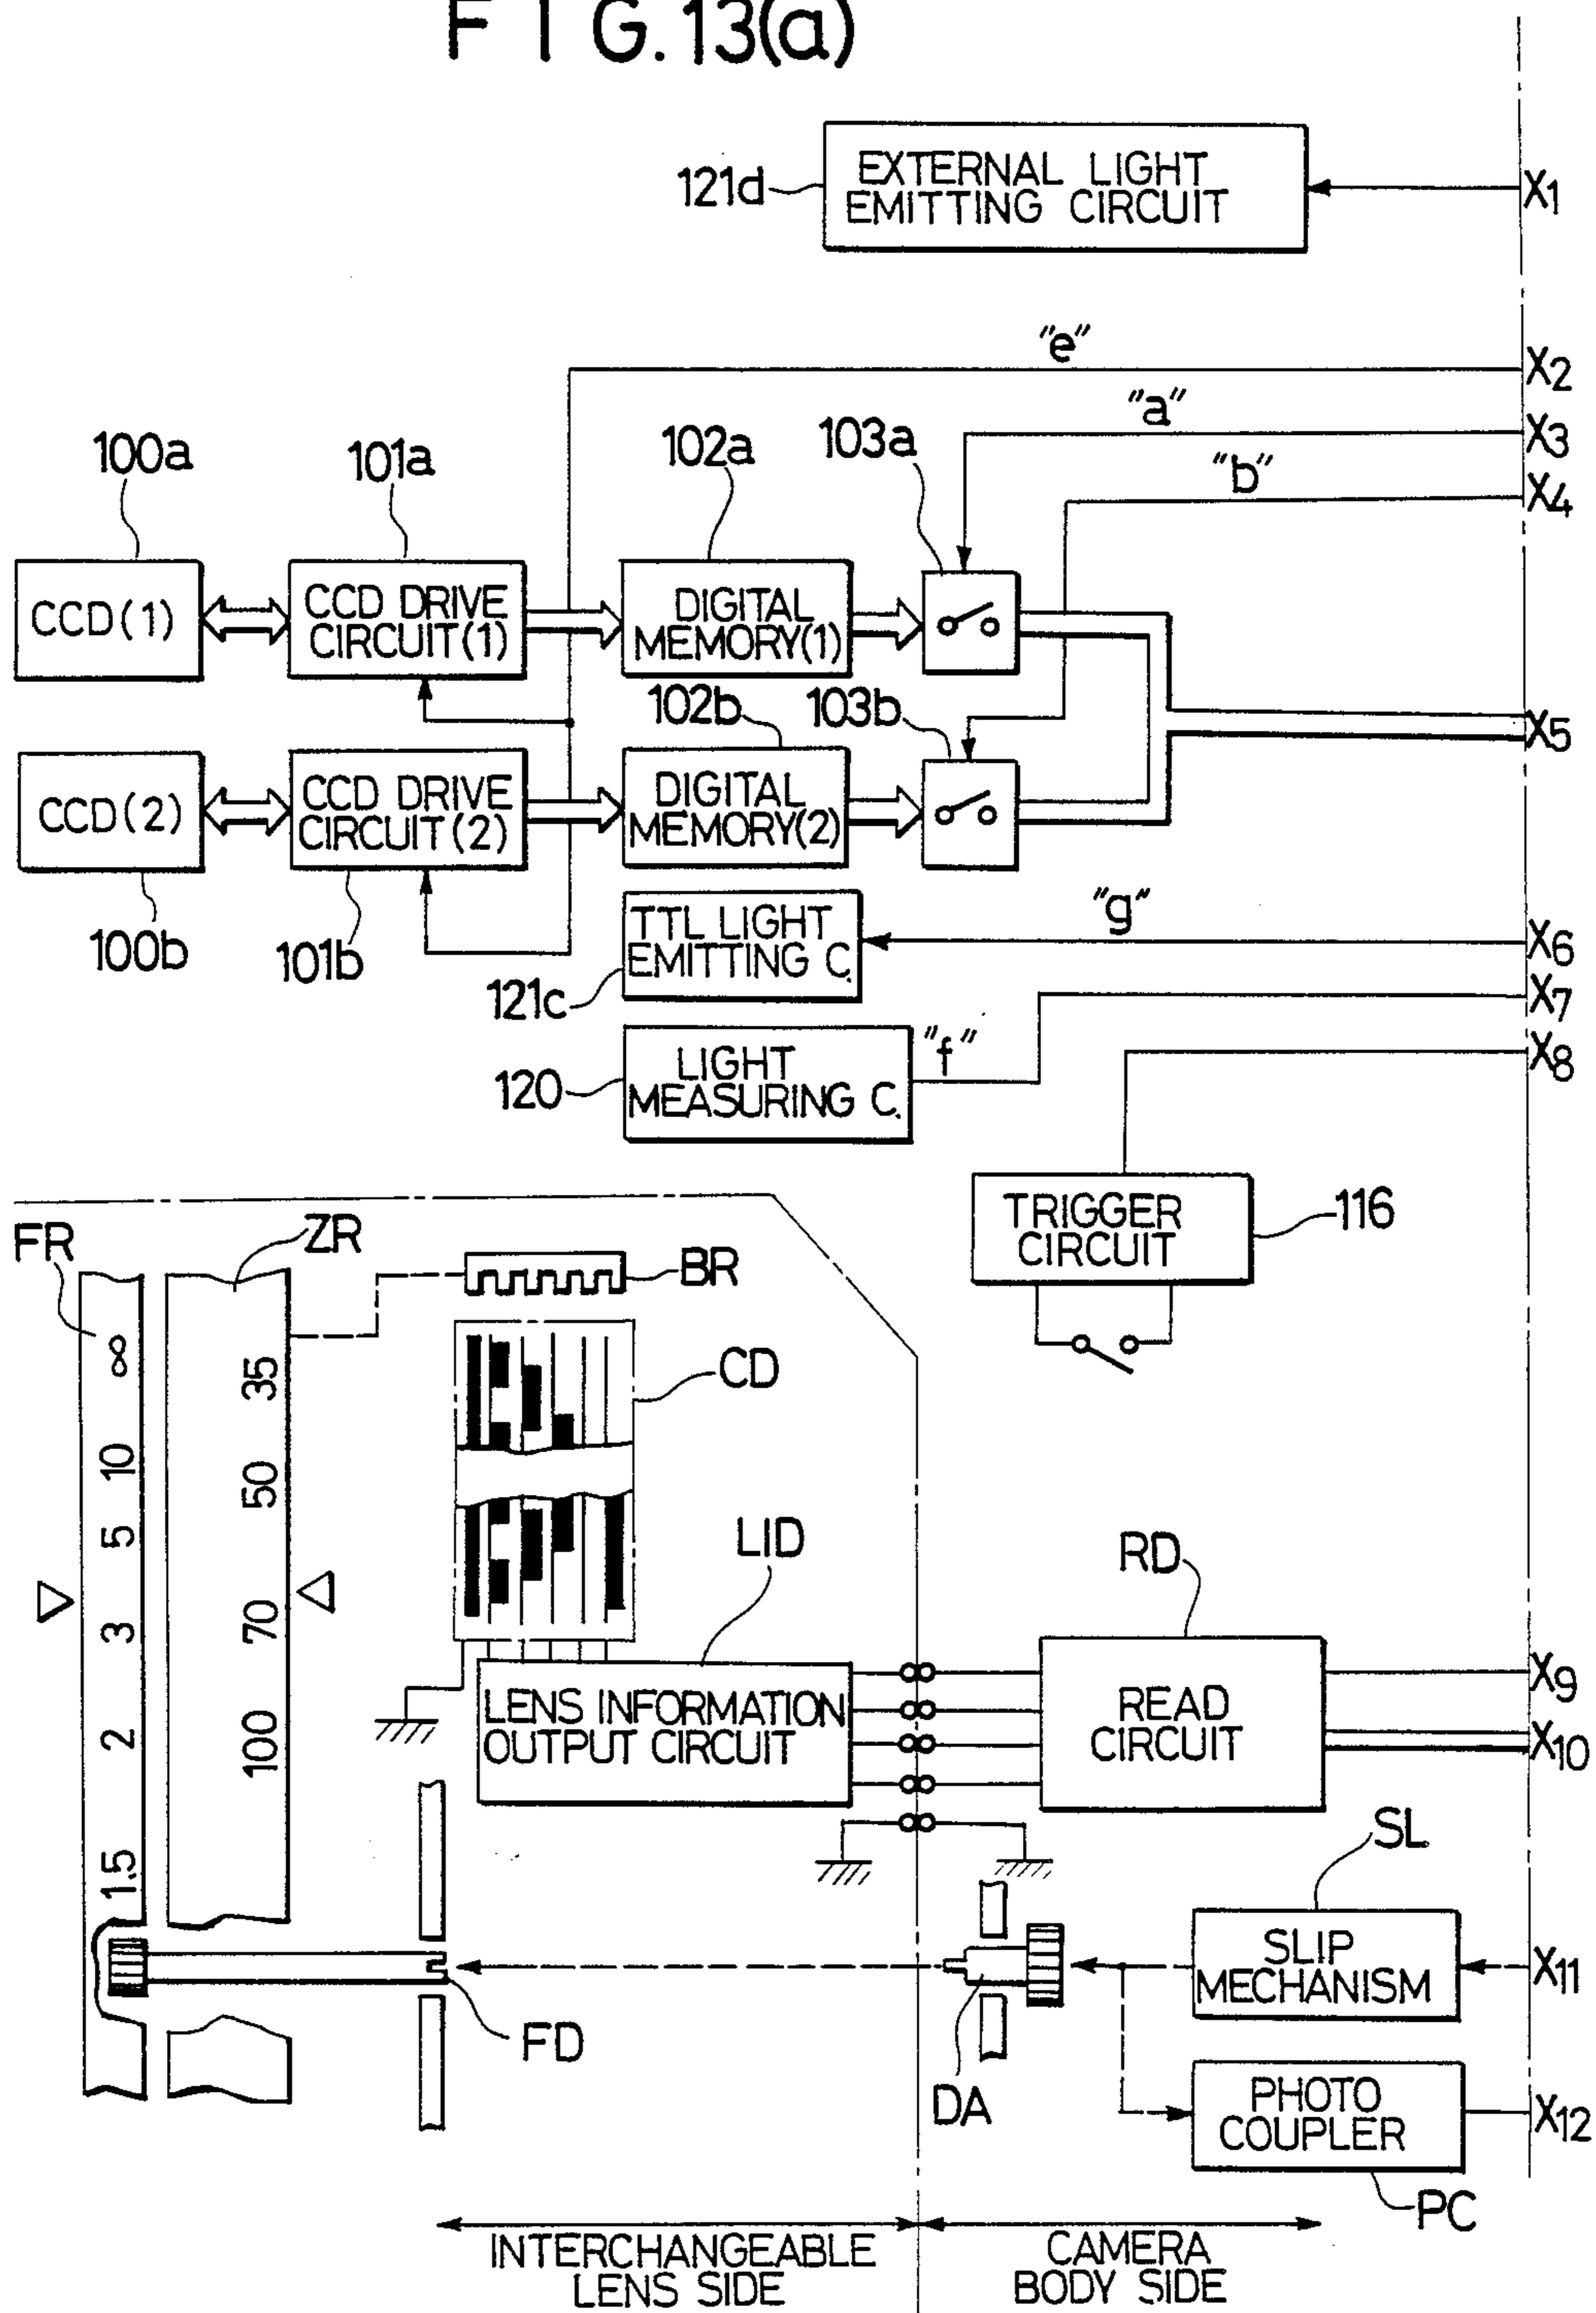 FIG.13(a)
121d
EXTERNAL LIGHT
EMITTING CIRCUIT
X1
"e"
X2
"a"
X3
"b"
X4
100a
101a
102a
103a
CCD(1)
CCD DRIVE
CIRCUIT(1)
DIGITAL
MEMORY(1)
102b
103b
X5
CCD(2)
CCD DRIVE
CIRCUIT(2)
DIGITAL
MEMORY(2)
100b
101b
TTL LIGHT
EMITTING C.
121c
"g"
X6
X7
120
LIGHT
MEASURING C.
"f"
X8
TRIGGER
CIRCUIT
116
FR
ZR
BR
CD
∞
10
5
3
2
1.5
35
50
70
100
LID
RD
LENS INFORMATION
OUTPUT CIRCUIT
READ
CIRCUIT
X9
X10
SL
SLIP
MECHANISM
X11
FD
DA
PHOTO
COUPLER
X12
PC
INTERCHANGEABLE
LENS SIDE
CAMERA
BODY SIDE